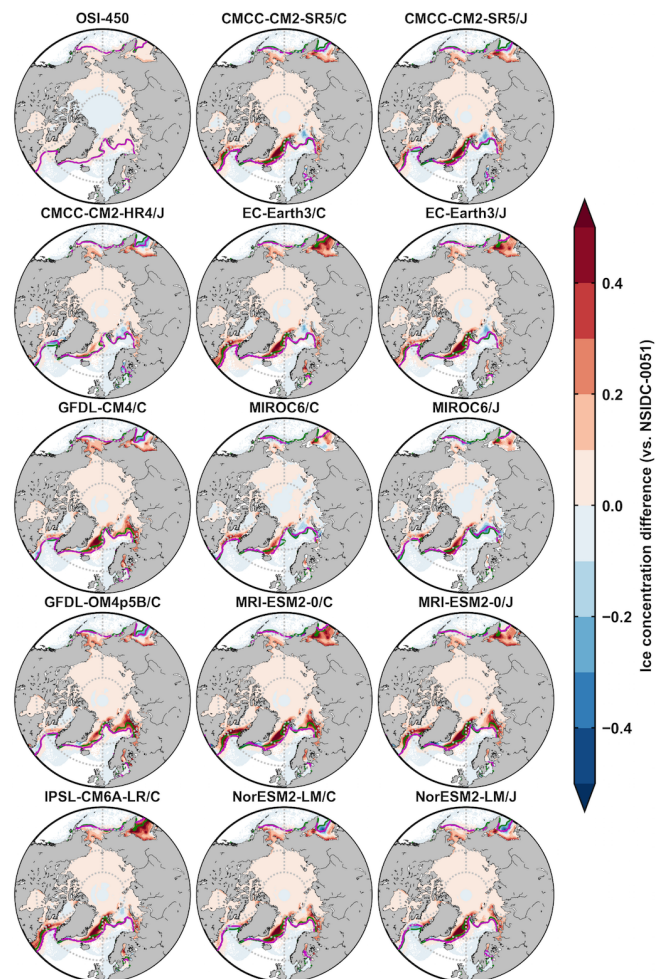 OSI-450 CMCC-CM2-SR5/C CMCC-CM2-SR5/J
CMCC-CM2-HR4/J EC-Earth3/C EC-Earth3/J
GFDL-CM4/C MIROC6/C MIROC6/J
GFDL-OM4p5B/C MRI-ESM2-0/C MRI-ESM2-0/J
IPSL-CM6A-LR/C NorESM2-LM/C NorESM2-LM/J
0.4
0.2
0.0
−0.2
−0.4
Ice concentration difference (vs. NSIDC-0051)